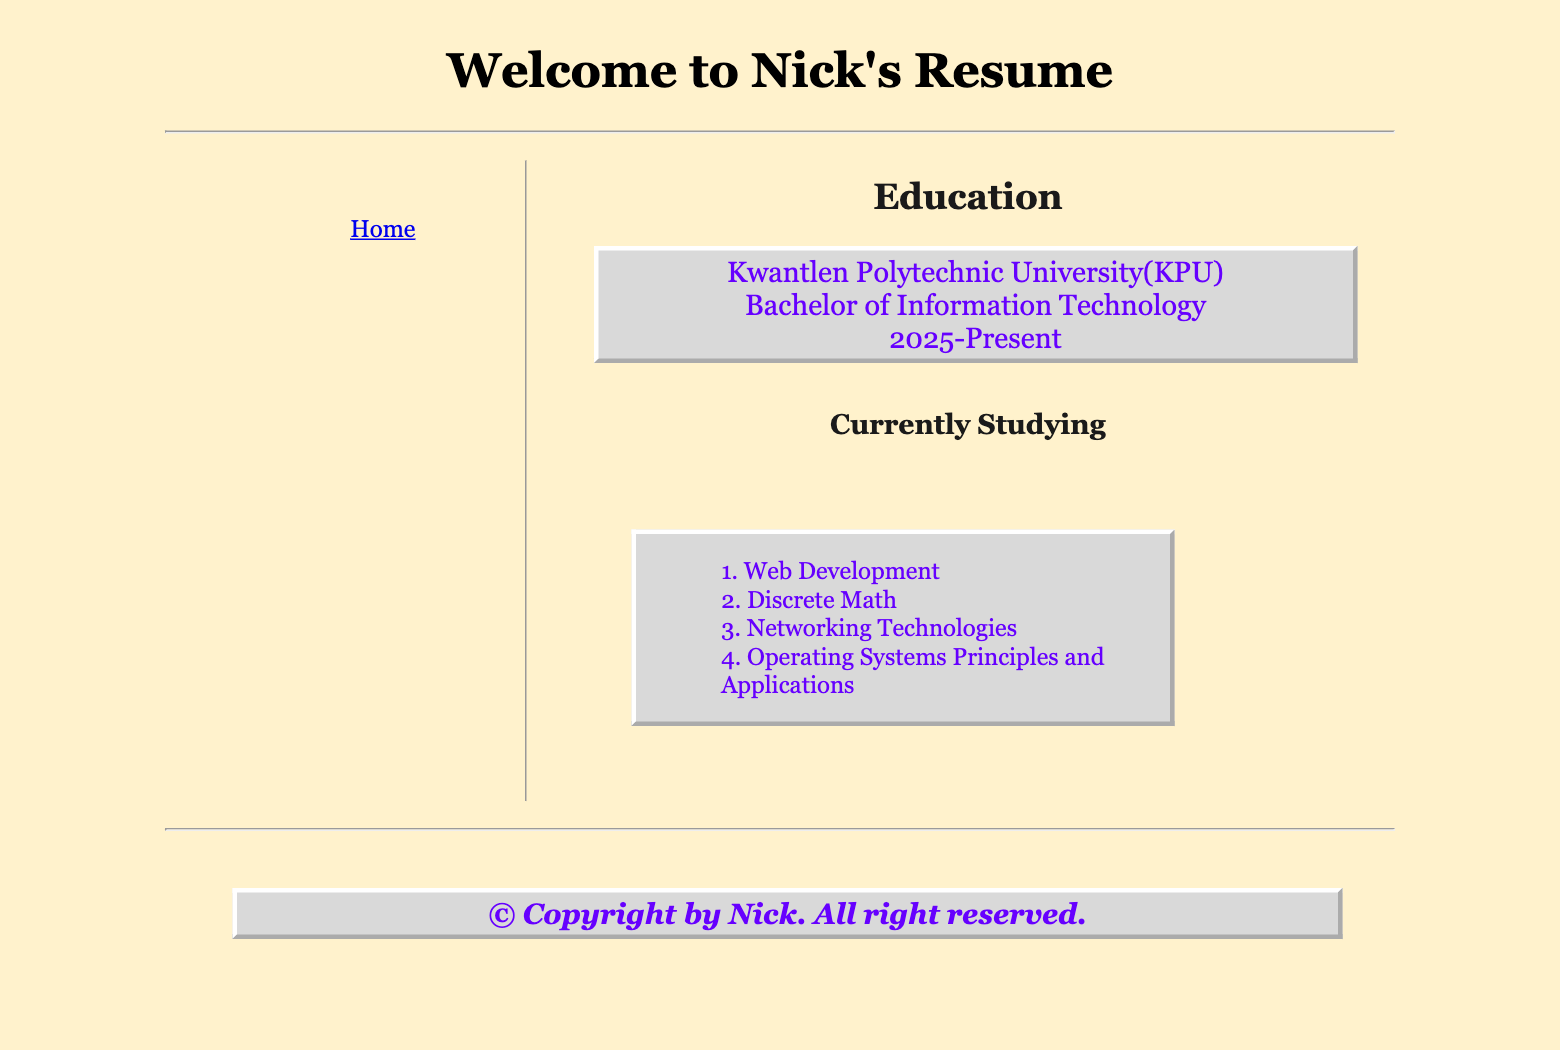 Welcome to Nick's Resume
Home
Education
Kwantlen Polytechnic University(KPU)
Bachelor of Information Technology
2025-Present
Currently Studying
1. Web Development
2. Discrete Math
3. Networking Technologies
4. Operating Systems Principles and
Applications
© Copyright by Nick. All right reserved.